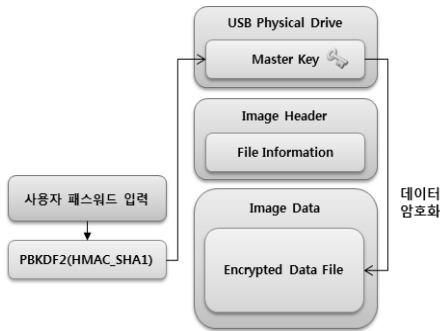 USB Physical Drive
Master Key
Image Header
File Information
사용자 패스워드 입력
PBKDF2(HMAC_SHA1)
Image Data
Encrypted Data File
데이터
암호화